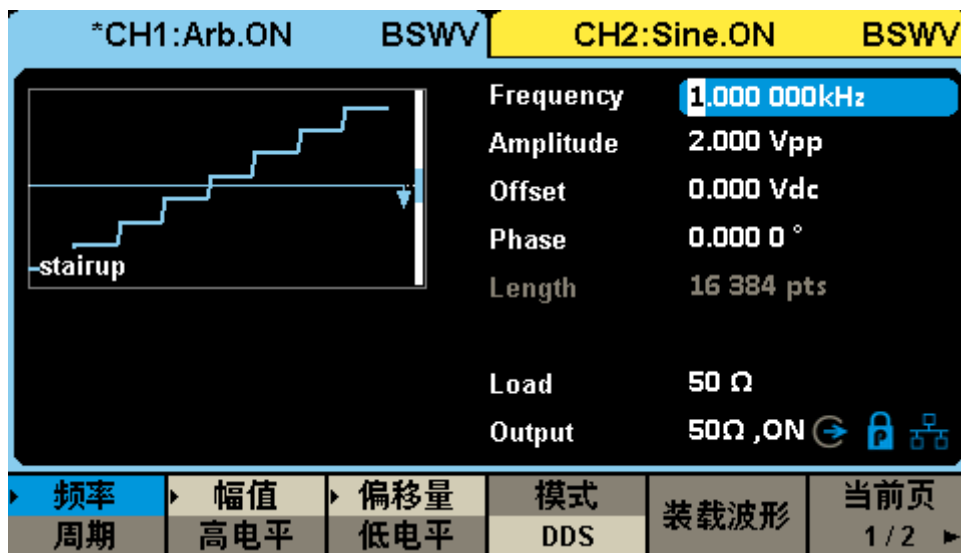 *CH1:Arb.ON BSWV CH2:Sine.ON BSWV
Frequency 1.000 000kHz
Amplitude 2.000 Vpp
Offset 0.000 Vdc
Phase 0.000 0 °
stairup
Length 16 384 pts
Load 50 Ω
Output 50Ω ,ON P
频率 幅值 偏移量 模式 装载波形 当前页
周期 高电平 低电平 DDS 1 / 2